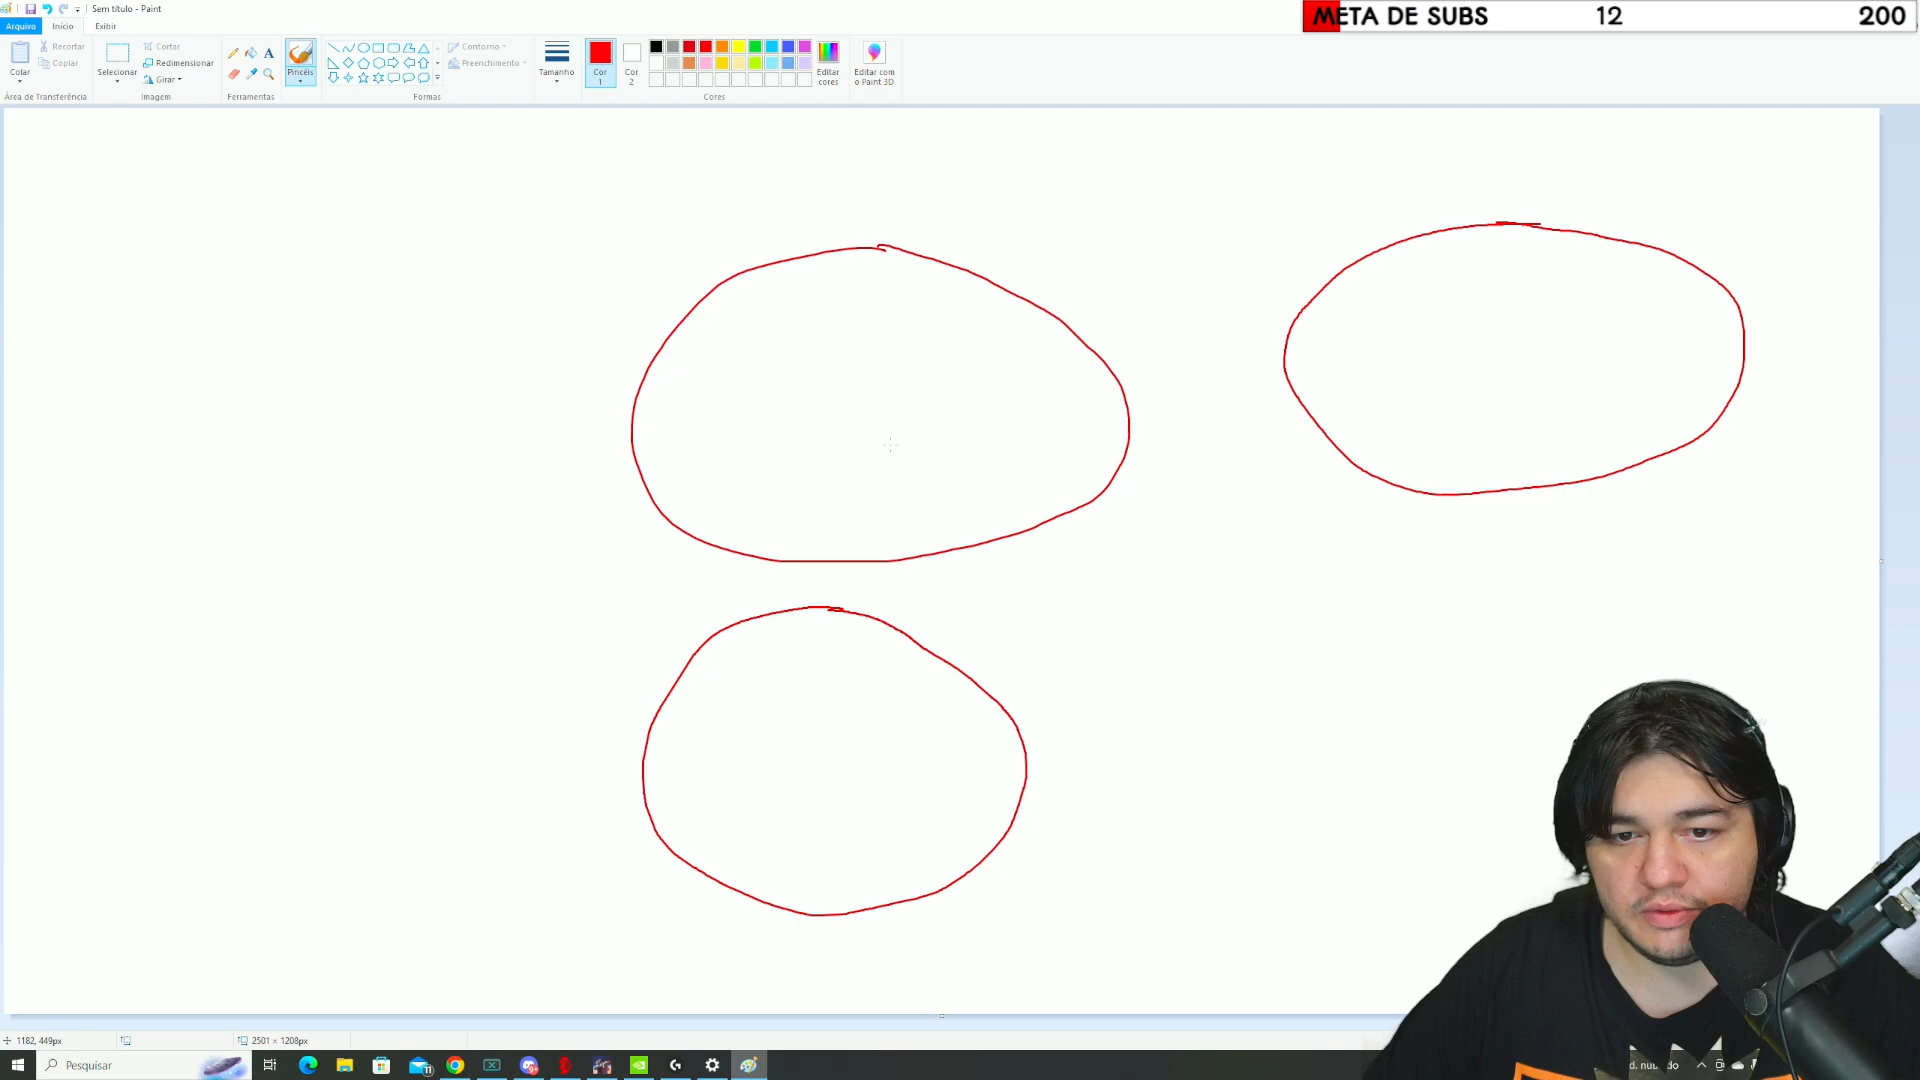 Sem título - Paint
META DE SUBS 12 200
Arquivo Início Exibir
Colar
Recortar
Copiar
Área de Transferência
Selecionar
Cortar
Redimensionar
Girar
Imagem
Ferramentas
Pincéis
Formas
Contorno
Preenchimento
Tamanho
Cor 1
Cor 2
Cores
Editar cores
Editar com o Paint 3D
1182, 449px
2501 × 1208px
Pesquisar
11